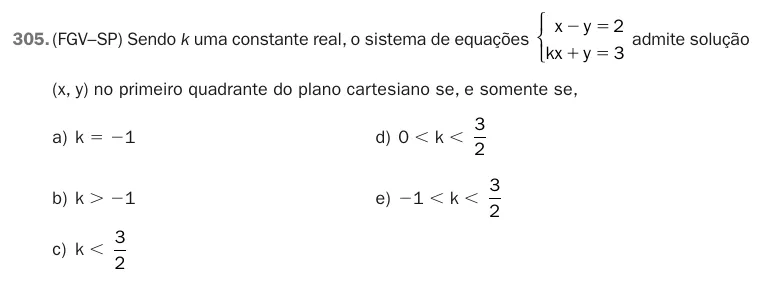 305. (FGV–SP) Sendo k uma constante real, o sistema de equações { x − y = 2
kx + y = 3 admite solução
(x, y) no primeiro quadrante do plano cartesiano se, e somente se,
a) k = −1
d) 0 < k < 3/2
b) k > −1
e) −1 < k < 3/2
c) k < 3/2